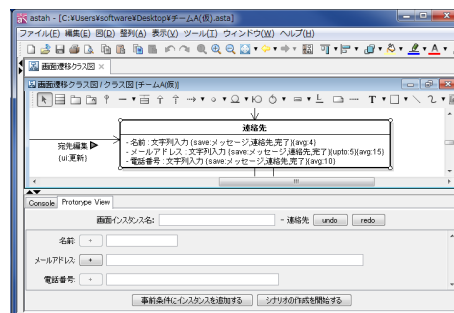 astah - [C:¥Users¥software¥Desktop¥チームA(仮).asta]
ファイル(F) 編集(E) 図(D) 整列(A) 表示(V) ツール(T) ウィンドウ(W) ヘルプ(H)
画面遷移クラス図
画面遷移クラス図 / クラス図 [チームA(仮)]
連絡先
宛先編集
{ui:更新}
- 名前 : 文字列入力 {save:メッセージ,連絡先,完了}{avg:4}
- メールアドレス : 文字列入力 {save:メッセージ,連絡先,完了}{upto:5}{avg:15}
- 電話番号 : 文字列入力 {save:メッセージ,連絡先,完了}{avg:10}
Console Prototype View
画面インスタンス名: - 連絡先 undo redo
名前: +
メールアドレス: +
電話番号: +
事前条件にインスタンスを追加する シナリオの作成を開始する